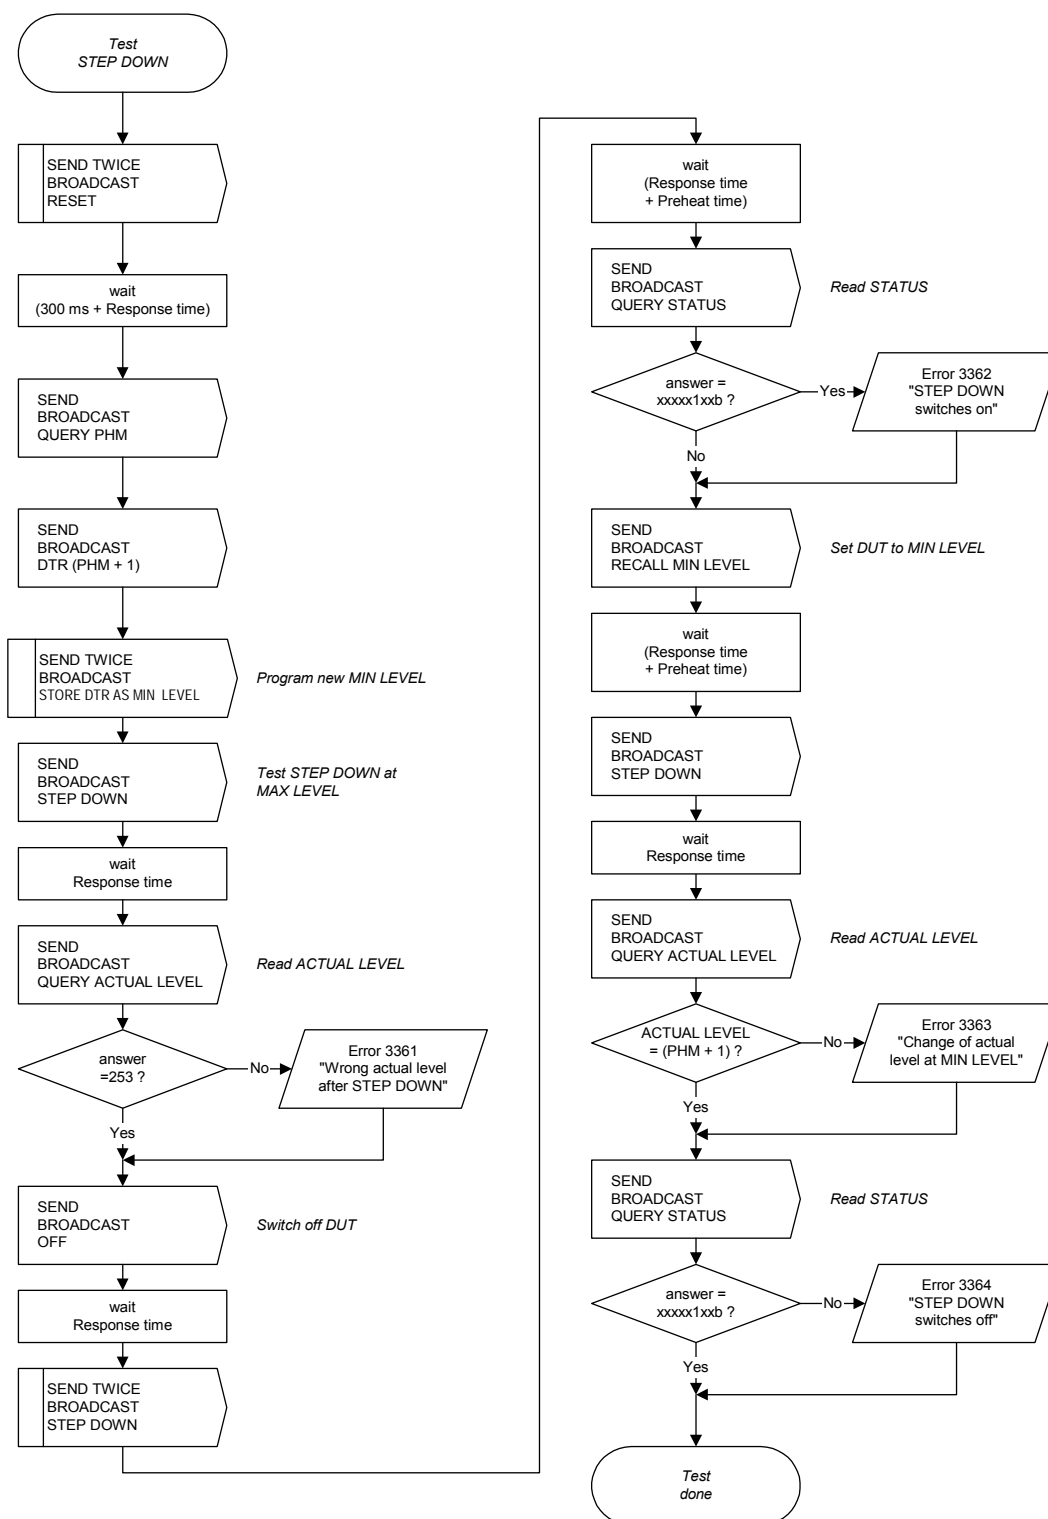 Test
STEP DOWN
SEND TWICE
BROADCAST
RESET
wait
(300 ms + Response time)
SEND
BROADCAST
QUERY PHM
SEND
BROADCAST
DTR (PHM + 1)
SEND TWICE
BROADCAST
STORE DTR AS MIN LEVEL
Program new MIN LEVEL
SEND
BROADCAST
STEP DOWN
Test STEP DOWN at
MAX LEVEL
wait
Response time
SEND
BROADCAST
QUERY ACTUAL LEVEL
Read ACTUAL LEVEL
answer
=253 ?
No
Error 3361
"Wrong actual level
after STEP DOWN"
Yes
SEND
BROADCAST
OFF
Switch off DUT
wait
Response time
SEND TWICE
BROADCAST
STEP DOWN
wait
(Response time
+ Preheat time)
SEND
BROADCAST
QUERY STATUS
Read STATUS
answer =
xxxxx1xxb ?
Yes
Error 3362
"STEP DOWN
switches on"
No
SEND
BROADCAST
RECALL MIN LEVEL
Set DUT to MIN LEVEL
wait
(Response time
+ Preheat time)
SEND
BROADCAST
STEP DOWN
wait
Response time
SEND
BROADCAST
QUERY ACTUAL LEVEL
Read ACTUAL LEVEL
ACTUAL LEVEL
= (PHM + 1) ?
No
Error 3363
"Change of actual
level at MIN LEVEL"
Yes
SEND
BROADCAST
QUERY STATUS
Read STATUS
answer =
xxxxx1xxb ?
No
Error 3364
"STEP DOWN
switches off"
Yes
Test
done